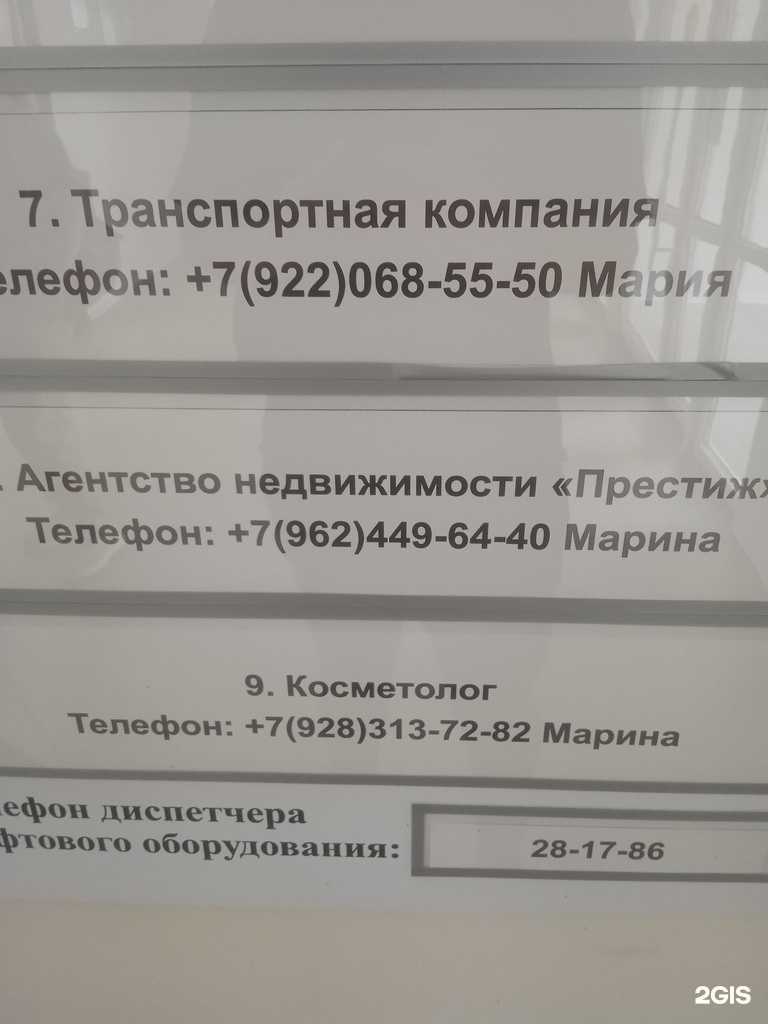 7. Транспортная компания
елефон: +7(922)068-55-50 Мария
. Агентство недвижимости «Престиж»
Телефон: +7(962)449-64-40 Марина
9. Косметолог
Телефон: +7(928)313-72-82 Марина
ефон диспетчера
фтового оборудования:
28-17-86
2GIS